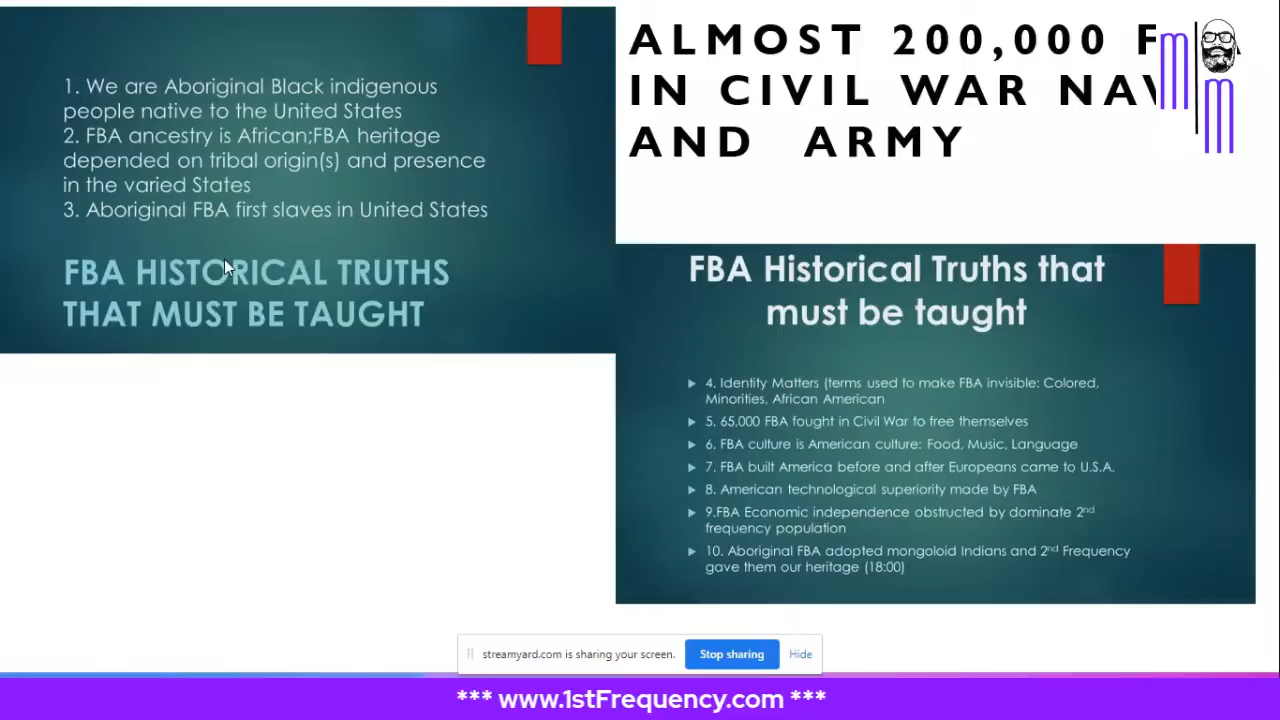 1. We are Aboriginal Black indigenous
people native to the United States
2. FBA ancestry is African;FBA heritage
depended on tribal origin(s) and presence
in the varied States
3. Aboriginal FBA first slaves in United States
FBA HISTORICAL TRUTHS
THAT MUST BE TAUGHT
ALMOST 200,000 F
IN CIVIL WAR NAV
AND ARMY
FBA Historical Truths that
must be taught
4. Identity Matters (terms used to make FBA invisible: Colored,
Minorities, African American
5. 65,000 FBA fought in Civil War to free themselves
6. FBA culture is American culture: Food, Music, Language
7. FBA built America before and after Europeans came to U.S.A.
8. American technological superiority made by FBA
9.FBA Economic independence obstructed by dominate 2nd
frequency population
10. Aboriginal FBA adopted mongoloid Indians and 2nd Frequency
gave them our heritage (18:00)
streamyard.com is sharing your screen. Stop sharing Hide
*** www.1stFrequency.com ***